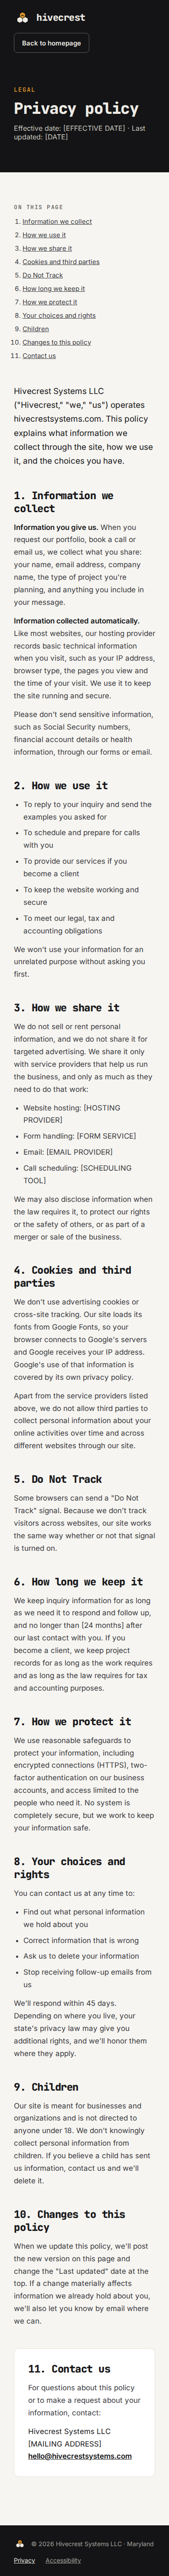 hivecrest
Back to homepage
LEGAL
Privacy policy
Effective date: [EFFECTIVE DATE] · Last
updated: [DATE]
ON THIS PAGE
1. Information we collect
2. How we use it
3. How we share it
4. Cookies and third parties
5. Do Not Track
6. How long we keep it
7. How we protect it
8. Your choices and rights
9. Children
10. Changes to this policy
11. Contact us
Hivecrest Systems LLC
("Hivecrest," "we," "us") operates
hivecrestsystems.com. This policy
explains what information we
collect through the site, how we use
it, and the choices you have.
1. Information we
collect
Information you give us. When you
request our portfolio, book a call or
email us, we collect what you share:
your name, email address, company
name, the type of project you're
planning, and anything you include in
your message.
Information collected automatically.
Like most websites, our hosting provider
records basic technical information
when you visit, such as your IP address,
browser type, the pages you view and
the time of your visit. We use it to keep
the site running and secure.
Please don't send sensitive information,
such as Social Security numbers,
financial account details or health
information, through our forms or email.
2. How we use it
• To reply to your inquiry and send the
examples you asked for
• To schedule and prepare for calls
with you
• To provide our services if you
become a client
• To keep the website working and
secure
• To meet our legal, tax and
accounting obligations
We won't use your information for an
unrelated purpose without asking you
first.
3. How we share it
We do not sell or rent personal
information, and we do not share it for
targeted advertising. We share it only
with service providers that help us run
the business, and only as much as they
need to do that work:
• Website hosting: [HOSTING
PROVIDER]
• Form handling: [FORM SERVICE]
• Email: [EMAIL PROVIDER]
• Call scheduling: [SCHEDULING
TOOL]
We may also disclose information when
the law requires it, to protect our rights
or the safety of others, or as part of a
merger or sale of the business.
4. Cookies and third
parties
We don't use advertising cookies or
cross-site tracking. Our site loads its
fonts from Google Fonts, so your
browser connects to Google's servers
and Google receives your IP address.
Google's use of that information is
covered by its own privacy policy.
Apart from the service providers listed
above, we do not allow third parties to
collect personal information about your
online activities over time and across
different websites through our site.
5. Do Not Track
Some browsers can send a "Do Not
Track" signal. Because we don't track
visitors across websites, our site works
the same way whether or not that signal
is turned on.
6. How long we keep it
We keep inquiry information for as long
as we need it to respond and follow up,
and no longer than [24 months] after
our last contact with you. If you
become a client, we keep project
records for as long as the work requires
and as long as the law requires for tax
and accounting purposes.
7. How we protect it
We use reasonable safeguards to
protect your information, including
encrypted connections (HTTPS), two-
factor authentication on our business
accounts, and access limited to the
people who need it. No system is
completely secure, but we work to keep
your information safe.
8. Your choices and
rights
You can contact us at any time to:
• Find out what personal information
we hold about you
• Correct information that is wrong
• Ask us to delete your information
• Stop receiving follow-up emails from
us
We'll respond within 45 days.
Depending on where you live, your
state's privacy law may give you
additional rights, and we'll honor them
where they apply.
9. Children
Our site is meant for businesses and
organizations and is not directed to
anyone under 18. We don't knowingly
collect personal information from
children. If you believe a child has sent
us information, contact us and we'll
delete it.
10. Changes to this
policy
When we update this policy, we'll post
the new version on this page and
change the "Last updated" date at the
top. If a change materially affects
information we already hold about you,
we'll also let you know by email where
we can.
11. Contact us
For questions about this policy
or to make a request about your
information, contact:
Hivecrest Systems LLC
[MAILING ADDRESS]
hello@hivecrestsystems.com
© 2026 Hivecrest Systems LLC · Maryland
Privacy Accessibility